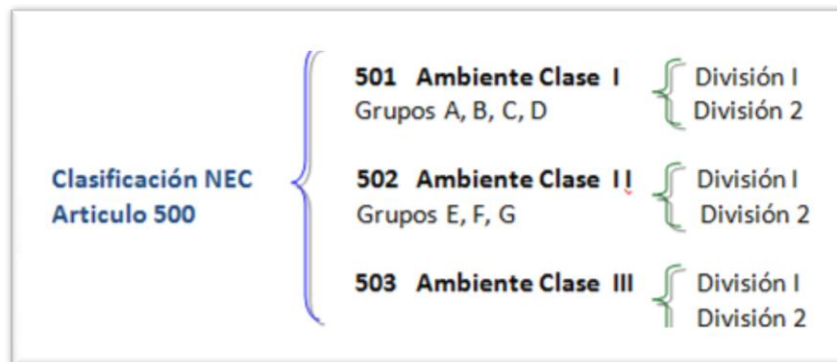 Clasificación NEC
Articulo 500
501 Ambiente Clase I
Grupos A, B, C, D
División I
División 2
502 Ambiente Clase I I
Grupos E, F, G
División I
División 2
503 Ambiente Clase III
División I
División 2